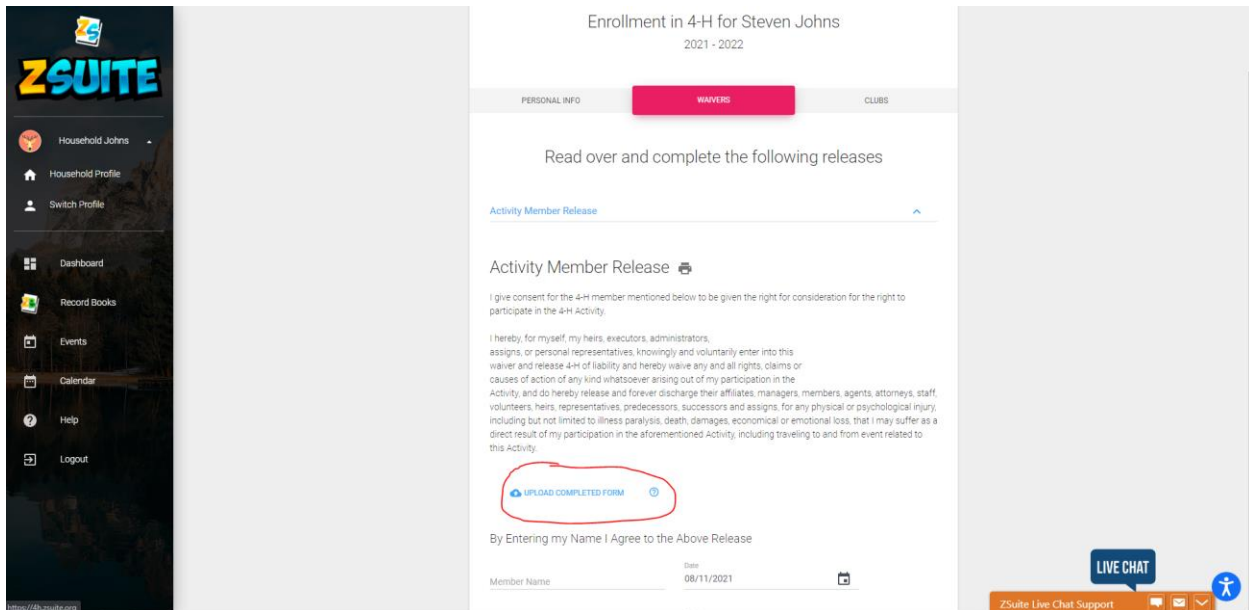 ZSUITE
Household Johns
Household Profile
Switch Profile
Dashboard
Record Books
Events
Calendar
Help
Logout
https://4h.zsuite.org
Enrollment in 4-H for Steven Johns
2021 - 2022
PERSONAL INFO
WAIVERS
CLUBS
Read over and complete the following releases
Activity Member Release
Activity Member Release
I give consent for the 4-H member mentioned below to be given the right for consideration for the right to
participate in the 4-H Activity.
I hereby, for myself, my heirs, executors, administrators,
assigns, or personal representatives, knowingly and voluntarily enter into this
waiver and release 4-H of liability and hereby waive any and all rights, claims or
causes of action of any kind whatsoever arising out of my participation in the
Activity, and do hereby release and forever discharge their affiliates, managers, members, agents, attorneys, staff,
volunteers, heirs, representatives, predecessors, successors and assigns, for any physical or psychological injury,
including but not limited to illness paralysis, death, damages, economical or emotional loss, that I may suffer as a
direct result of my participation in the aforementioned Activity, including traveling to and from event related to
this Activity.
UPLOAD COMPLETED FORM
By Entering my Name I Agree to the Above Release
Member Name
Date
08/11/2021
LIVE CHAT
ZSuite Live Chat Support